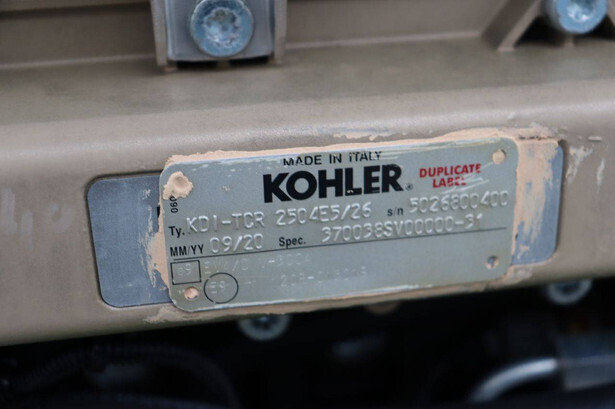 MADE IN ITALY
KOHLER®
DUPLICATE
LABEL
Ty. KDI-TCR 2504E5/26 s/n 5026800400
MM/YY 09/20 Spec. 370038SV00000-31